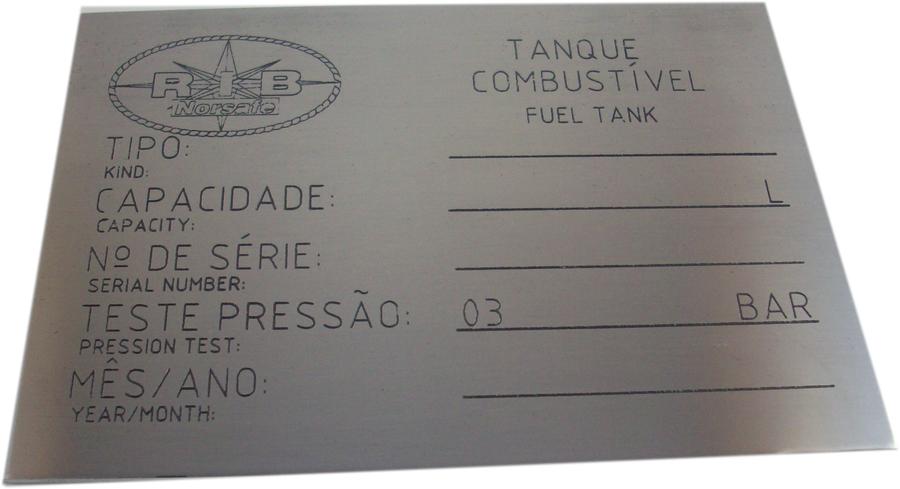 RIB
Norsafe
TANQUE
COMBUSTÍVEL
FUEL TANK
TIPO:
KIND:
CAPACIDADE: L
CAPACITY:
Nº DE SÉRIE:
SERIAL NUMBER:
TESTE PRESSÃO: 03 BAR
PRESSION TEST:
MÊS/ANO:
YEAR/MONTH: